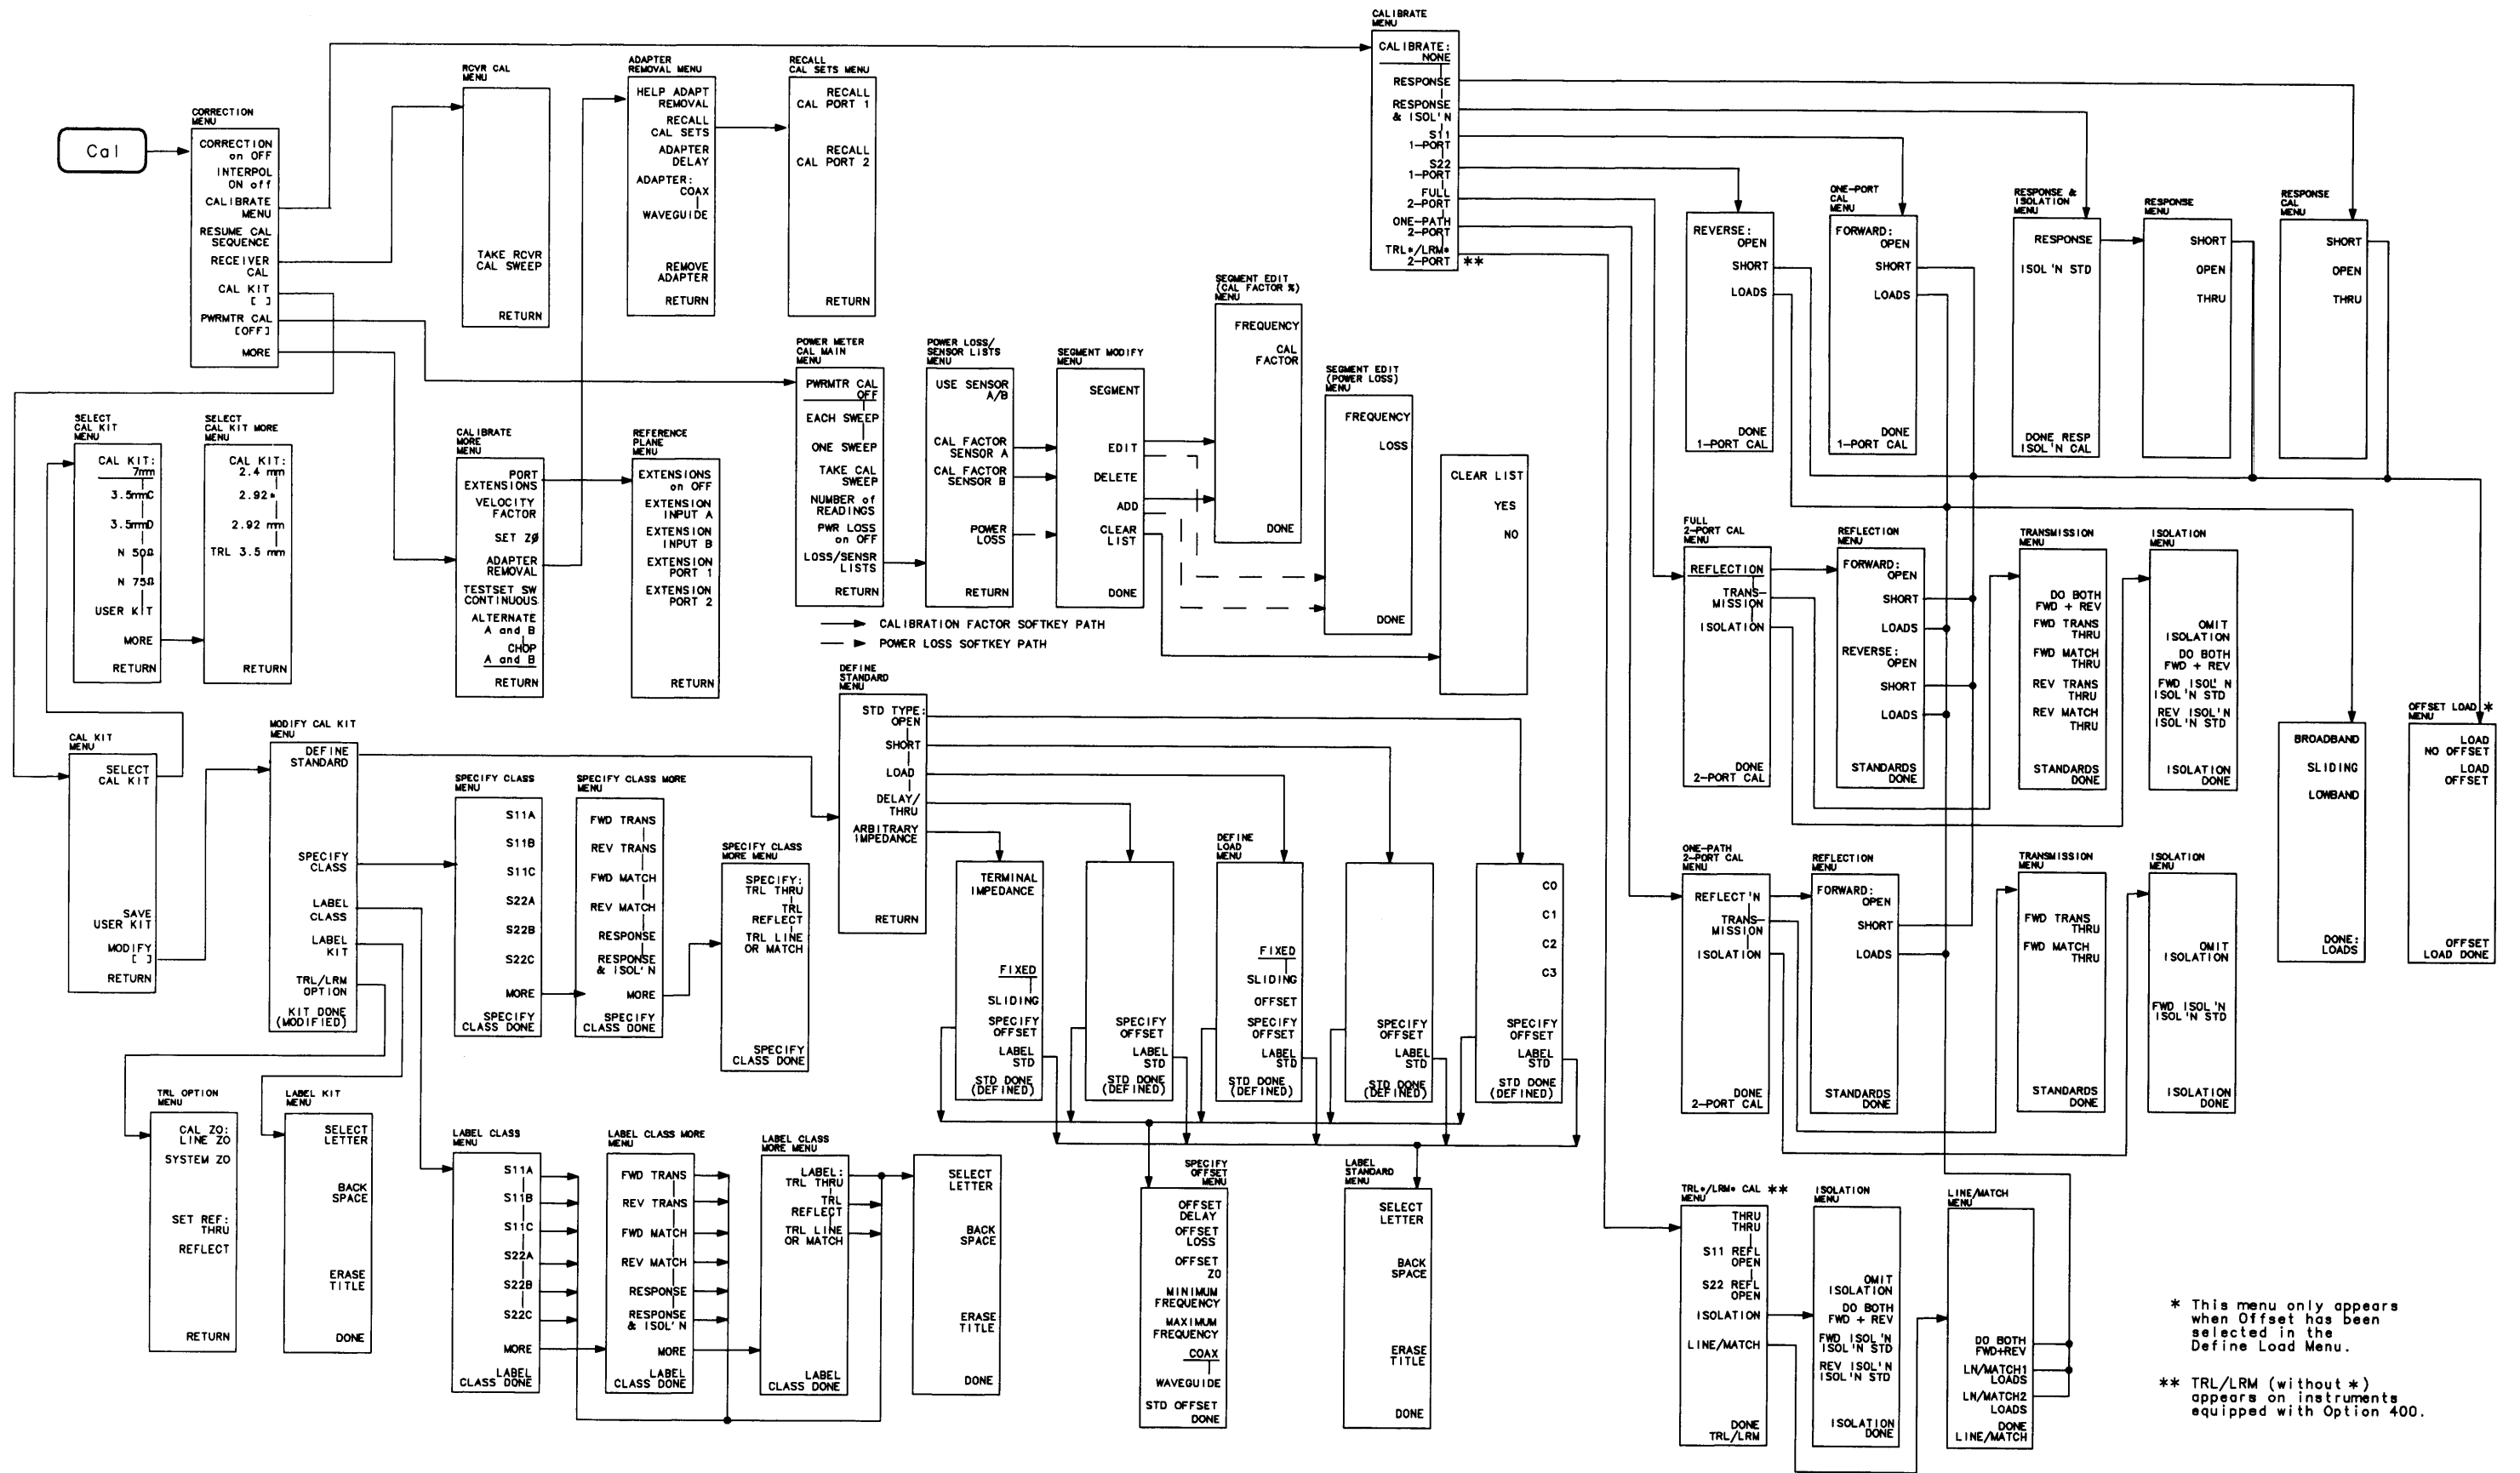 Cal
CORRECTION
MENU
CORRECTION
on OFF
INTERPOL
ON off
CALIBRATE
MENU
RESUME CAL
SEQUENCE
RECEIVER
CAL
CAL KIT
[ ]
PWRMTR CAL
[OFF]
MORE
RCVR CAL
MENU
TAKE RCVR
CAL SWEEP
RETURN
ADAPTER
REMOVAL MENU
HELP ADAPT
REMOVAL
RECALL
CAL SETS
ADAPTER
DELAY
ADAPTER:
COAX
WAVEGUIDE
REMOVE
ADAPTER
RETURN
RECALL
CAL SETS MENU
RECALL
CAL PORT 1
RECALL
CAL PORT 2
RETURN
CALIBRATE
MENU
CALIBRATE:
NONE
RESPONSE
RESPONSE
& ISOL'N
S11
1-PORT
S22
1-PORT
FULL
2-PORT
ONE-PATH
2-PORT
TRL*/LRM*
2-PORT **
REVERSE:
OPEN
SHORT
LOADS
DONE
1-PORT CAL
ONE-PORT
CAL
MENU
FORWARD:
OPEN
SHORT
LOADS
DONE
1-PORT CAL
RESPONSE &
ISOLATION
MENU
RESPONSE
ISOL'N STD
DONE RESP
ISOL'N CAL
RESPONSE
MENU
SHORT
OPEN
THRU
RESPONSE
CAL
MENU
SHORT
OPEN
THRU
SELECT
CAL KIT
MENU
CAL KIT:
7mm
3.5mmC
3.5mmD
N 50Ω
N 75Ω
USER KIT
MORE
RETURN
SELECT
CAL KIT MORE
MENU
CAL KIT:
2.4 mm
2.92*
2.92 mm
TRL 3.5 mm
RETURN
CALIBRATE
MORE
MENU
PORT
EXTENSIONS
VELOCITY
FACTOR
SET ZØ
ADAPTER
REMOVAL
TESTSET SW
CONTINUOUS
ALTERNATE
A and B
CHOP
A and B
RETURN
REFERENCE
PLANE
MENU
EXTENSIONS
on OFF
EXTENSION
INPUT A
EXTENSION
INPUT B
EXTENSION
PORT 1
EXTENSION
PORT 2
RETURN
POWER METER
CAL MAIN
MENU
PWRMTR CAL
OFF
EACH SWEEP
ONE SWEEP
TAKE CAL
SWEEP
NUMBER of
READINGS
PWR LOSS
on OFF
LOSS/SENSR
LISTS
RETURN
POWER LOSS/
SENSOR LISTS
MENU
USE SENSOR
A/B
CAL FACTOR
SENSOR A
CAL FACTOR
SENSOR B
POWER
LOSS
RETURN
SEGMENT MODIFY
MENU
SEGMENT
EDIT
DELETE
ADD
CLEAR
LIST
DONE
SEGMENT EDIT
(CAL FACTOR %)
MENU
FREQUENCY
CAL
FACTOR
DONE
SEGMENT EDIT
(POWER LOSS)
MENU
FREQUENCY
LOSS
DONE
CLEAR LIST
YES
NO
CALIBRATION FACTOR SOFTKEY PATH
POWER LOSS SOFTKEY PATH
FULL
2-PORT CAL
MENU
REFLECTION
TRANS-
MISSION
ISOLATION
DONE
2-PORT CAL
REFLECTION
MENU
FORWARD:
OPEN
SHORT
LOADS
REVERSE:
OPEN
SHORT
LOADS
STANDARDS
DONE
TRANSMISSION
MENU
DO BOTH
FWD + REV
FWD TRANS
THRU
FWD MATCH
THRU
REV TRANS
THRU
REV MATCH
THRU
STANDARDS
DONE
ISOLATION
MENU
OMIT
ISOLATION
DO BOTH
FWD + REV
FWD ISOL'N
ISOL'N STD
REV ISOL'N
ISOL'N STD
ISOLATION
DONE
BROADBAND
SLIDING
LOWBAND
DONE:
LOADS
OFFSET LOAD *
MENU
LOAD
NO OFFSET
LOAD
OFFSET
OFFSET
LOAD DONE
CAL KIT
MENU
SELECT
CAL KIT
SAVE
USER KIT
MODIFY
[ ]
RETURN
MODIFY CAL KIT
MENU
DEFINE
STANDARD
SPECIFY
CLASS
LABEL
CLASS
LABEL
KIT
TRL/LRM
OPTION
KIT DONE
(MODIFIED)
SPECIFY CLASS
MENU
S11A
S11B
S11C
S22A
S22B
S22C
MORE
SPECIFY
CLASS DONE
SPECIFY CLASS MORE
MENU
FWD TRANS
REV TRANS
FWD MATCH
REV MATCH
RESPONSE
RESPONSE
& ISOL'N
MORE
SPECIFY
CLASS DONE
SPECIFY CLASS
MORE MENU
SPECIFY:
TRL THRU
TRL
REFLECT
TRL LINE
OR MATCH
SPECIFY
CLASS DONE
DEFINE
STANDARD
MENU
STD TYPE:
OPEN
SHORT
LOAD
DELAY/
THRU
ARBITRARY
IMPEDANCE
RETURN
TERMINAL
IMPEDANCE
FIXED
SLIDING
SPECIFY
OFFSET
LABEL
STD
STD DONE
(DEFINED)
SPECIFY
OFFSET
LABEL
STD
STD DONE
(DEFINED)
DEFINE
LOAD
MENU
FIXED
SLIDING
OFFSET
SPECIFY
OFFSET
LABEL
STD
STD DONE
(DEFINED)
SPECIFY
OFFSET
LABEL
STD
STD DONE
(DEFINED)
C0
C1
C2
C3
SPECIFY
OFFSET
LABEL
STD
STD DONE
(DEFINED)
ONE-PATH
2-PORT CAL
MENU
REFLECT'N
TRANS-
MISSION
ISOLATION
DONE
2-PORT CAL
REFLECTION
MENU
FORWARD:
OPEN
SHORT
LOADS
STANDARDS
DONE
TRANSMISSION
MENU
FWD TRANS
THRU
FWD MATCH
THRU
STANDARDS
DONE
ISOLATION
MENU
OMIT
ISOLATION
FWD ISOL'N
ISOL'N STD
ISOLATION
DONE
TRL OPTION
MENU
CAL ZO:
LINE ZO
SYSTEM ZO
SET REF:
THRU
REFLECT
RETURN
LABEL KIT
MENU
SELECT
LETTER
BACK
SPACE
ERASE
TITLE
DONE
LABEL CLASS
MENU
S11A
S11B
S11C
S22A
S22B
S22C
MORE
LABEL
CLASS DONE
LABEL CLASS MORE
MENU
FWD TRANS
REV TRANS
FWD MATCH
REV MATCH
RESPONSE
RESPONSE
& ISOL'N
MORE
LABEL
CLASS DONE
LABEL CLASS
MORE MENU
LABEL:
TRL THRU
TRL
REFLECT
TRL LINE
OR MATCH
LABEL
CLASS DONE
SELECT
LETTER
BACK
SPACE
ERASE
TITLE
DONE
SPECIFY
OFFSET
MENU
OFFSET
DELAY
OFFSET
LOSS
OFFSET
ZO
MINIMUM
FREQUENCY
MAXIMUM
FREQUENCY
COAX
WAVEGUIDE
STD OFFSET
DONE
LABEL
STANDARD
MENU
SELECT
LETTER
BACK
SPACE
ERASE
TITLE
DONE
TRL*/LRM* CAL **
MENU
THRU
THRU
S11 REFL
OPEN
S22 REFL
OPEN
ISOLATION
LINE/MATCH
DONE
TRL/LRM
ISOLATION
MENU
OMIT
ISOLATION
DO BOTH
FWD + REV
FWD ISOL'N
ISOL'N STD
REV ISOL'N
ISOL'N STD
ISOLATION
DONE
LINE/MATCH
MENU
DO BOTH
FWD+REV
LN/MATCH1
LOADS
LN/MATCH2
LOADS
DONE
LINE/MATCH
* This menu only appears
when Offset has been
selected in the
Define Load Menu.
** TRL/LRM (without *)
appears on instruments
equipped with Option 400.